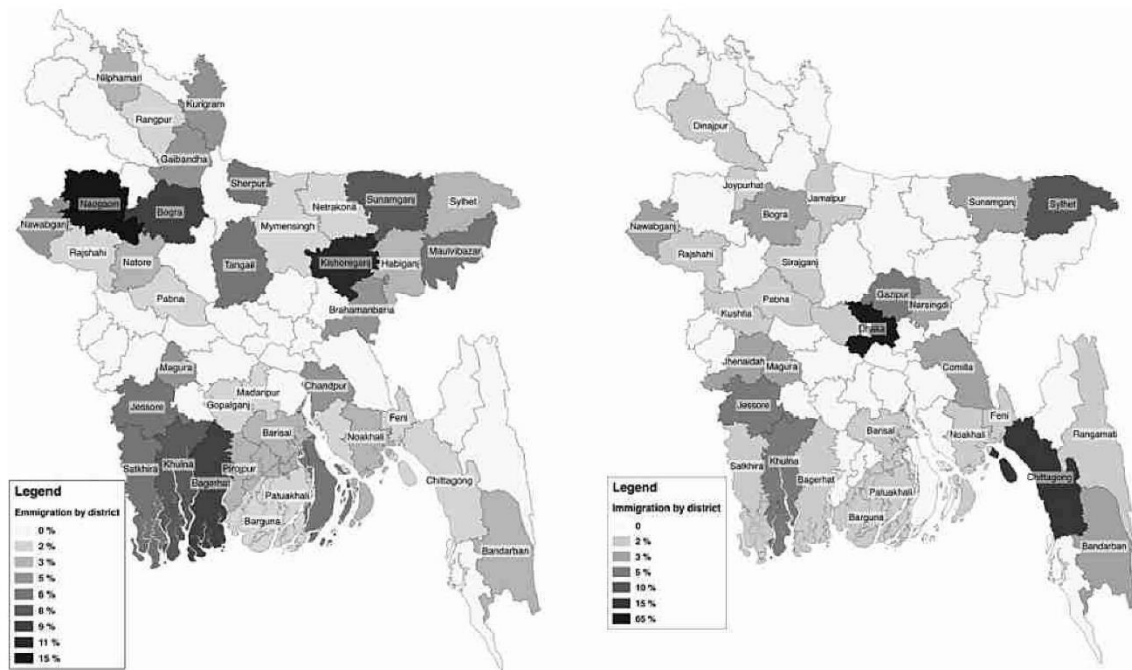 Nilphamari
Kurigram
Rangpur
Gaibandha
Sherpur
Naogaon
Bogra
Netrakona
Sunamganj
Sylhet
Nawabganj
Mymensingh
Maulvibazar
Rajshahi
Natore
Tangail
Kishoreganj
Habiganj
Pabna
Brahamanbaria
Magura
Chandpur
Madaripur
Jessore
Gopalganj
Feni
Barisal
Noakhali
Satkhira
Khulna
Pirojpur
Bagerhat
Chittagong
Patuakhali
Barguna
Bandarban
Legend
Emmigration by district
0 %
2 %
3 %
5 %
6 %
8 %
9 %
11 %
15 %
Dinajpur
Joypurhat
Jamalpur
Sunamganj
Sylhet
Nawabganj
Bogra
Rajshahi
Sirajganj
Gazipur
Pabna
Narsingdi
Kushtia
Dhaka
Jhenaidah
Magura
Comilla
Jessore
Feni
Barisal
Noakhali
Rangamati
Satkhira
Khulna
Bagerhat
Chittagong
Patuakhali
Barguna
Bandarban
Legend
Immigration by district
0
2 %
3 %
5 %
10 %
15 %
65 %